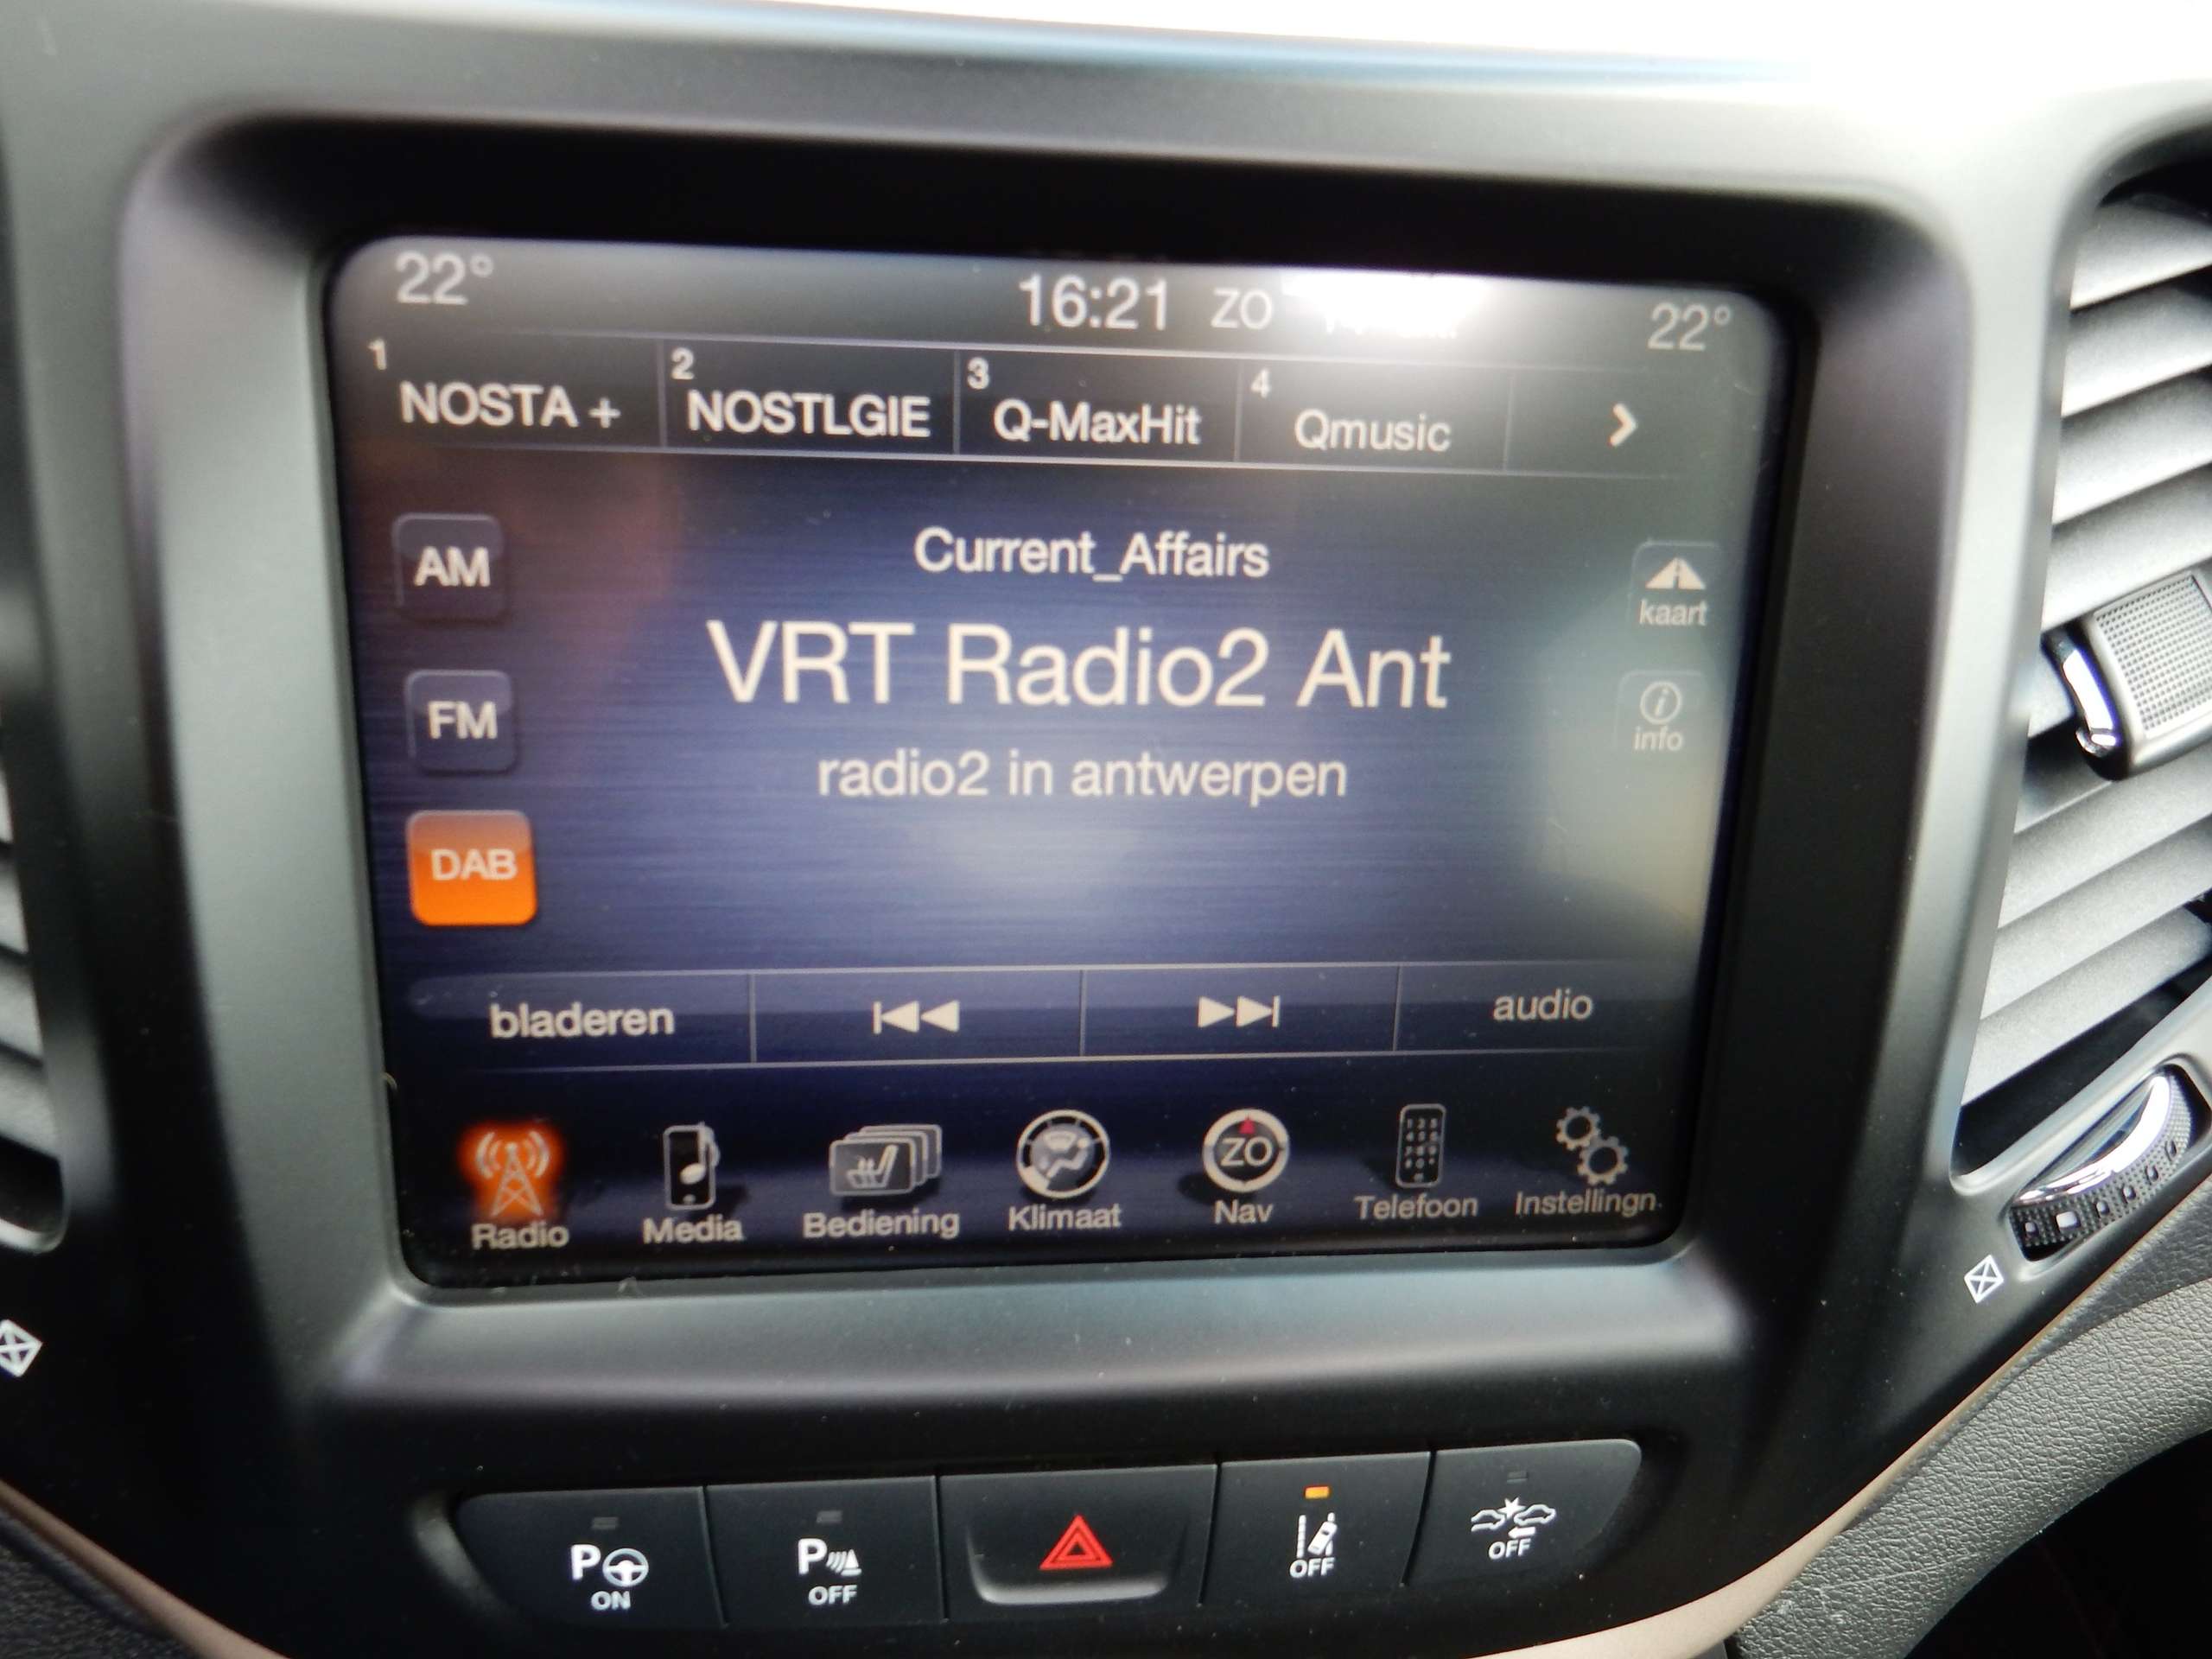 22° 16:21 ZO 22°
1 NOSTA + 2 NOSTLGIE 3 Q-MaxHit 4 Qmusic
Current_Affairs
AM
kaart
VRT Radio2 Ant
FM
info
radio2 in antwerpen
DAB
bladeren audio
ZO
Radio Media Bediening Klimaat Nav Telefoon Instellingn.
P ON
P OFF
OFF
OFF